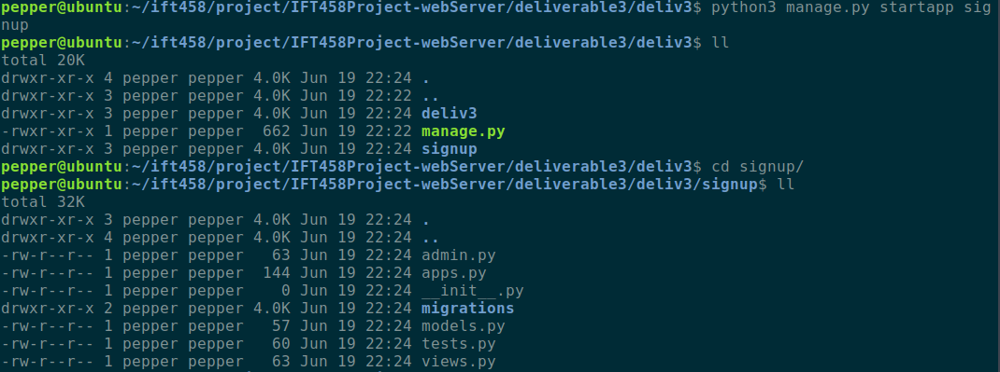 pepper@ubuntu:~/ift458/project/IFT458Project-webServer/deliverable3/deliv3$ python3 manage.py startapp sig
nup
pepper@ubuntu:~/ift458/project/IFT458Project-webServer/deliverable3/deliv3$ ll
total 20K
drwxr-xr-x 4 pepper pepper 4.0K Jun 19 22:24 .
drwxr-xr-x 3 pepper pepper 4.0K Jun 19 22:22 ..
drwxr-xr-x 3 pepper pepper 4.0K Jun 19 22:24 deliv3
-rwxr-xr-x 1 pepper pepper  662 Jun 19 22:22 manage.py
drwxr-xr-x 3 pepper pepper 4.0K Jun 19 22:24 signup
pepper@ubuntu:~/ift458/project/IFT458Project-webServer/deliverable3/deliv3$ cd signup/
pepper@ubuntu:~/ift458/project/IFT458Project-webServer/deliverable3/deliv3/signup$ ll
total 32K
drwxr-xr-x 3 pepper pepper 4.0K Jun 19 22:24 .
drwxr-xr-x 4 pepper pepper 4.0K Jun 19 22:24 ..
-rw-r--r-- 1 pepper pepper   63 Jun 19 22:24 admin.py
-rw-r--r-- 1 pepper pepper  144 Jun 19 22:24 apps.py
-rw-r--r-- 1 pepper pepper    0 Jun 19 22:24 __init__.py
drwxr-xr-x 2 pepper pepper 4.0K Jun 19 22:24 migrations
-rw-r--r-- 1 pepper pepper   57 Jun 19 22:24 models.py
-rw-r--r-- 1 pepper pepper   60 Jun 19 22:24 tests.py
-rw-r--r-- 1 pepper pepper   63 Jun 19 22:24 views.py